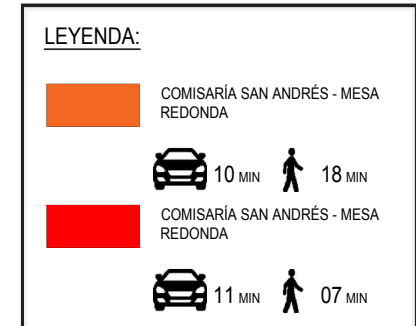 LEYENDA:
COMISARÍA SAN ANDRÉS - MESA
REDONDA
10 MIN 18 MIN
COMISARÍA SAN ANDRÉS - MESA
REDONDA
11 MIN 07 MIN